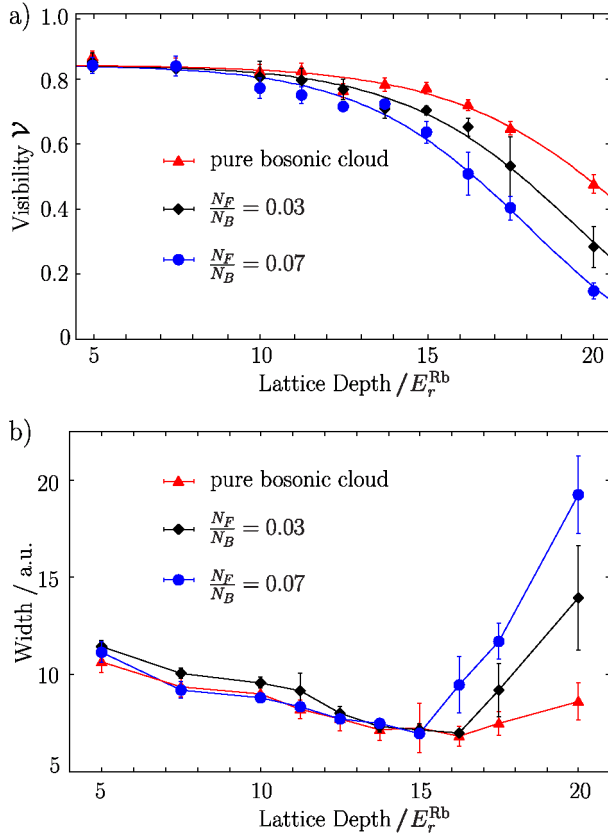 a)
1.0
0.8
0.6
0.4
0.2
0
Visibility 𝒱
pure bosonic cloud
N_F/N_B = 0.03
N_F/N_B = 0.07
5 10 15 20
Lattice Depth / E_r^Rb
b)
20
15
10
5
Width / a.u.
pure bosonic cloud
N_F/N_B = 0.03
N_F/N_B = 0.07
5 10 15 20
Lattice Depth / E_r^Rb